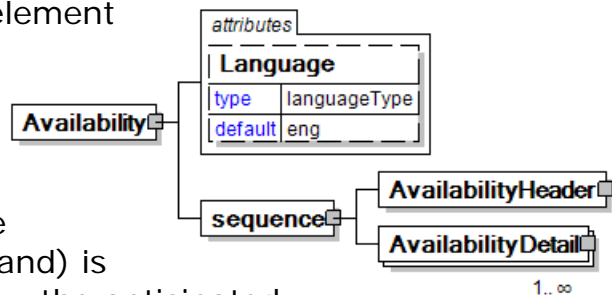 element
attributes
Language
type languageType
default eng
Availability
sequence
AvailabilityHeader
AvailabilityDetail
1..∞
and) is
the anticipated